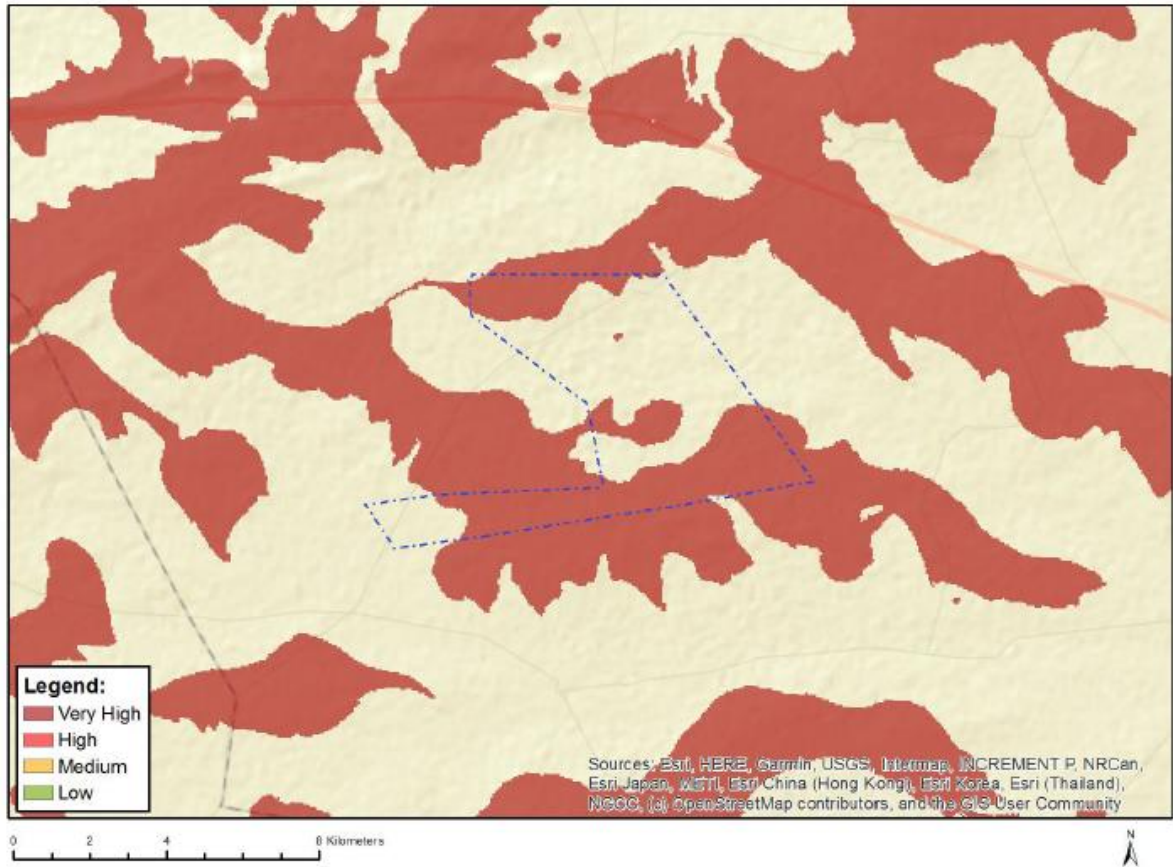 Legend:
Very High
High
Medium
Low
Sources: Esri, HERE, Garmin, USGS, Intermap, INCREMENT P, NRCan,
Esri Japan, METI, Esri China (Hong Kong), Esri Korea, Esri (Thailand),
NGCC, (c) OpenStreetMap contributors, and the GIS User Community
0 2 4 8 Kilometers
N